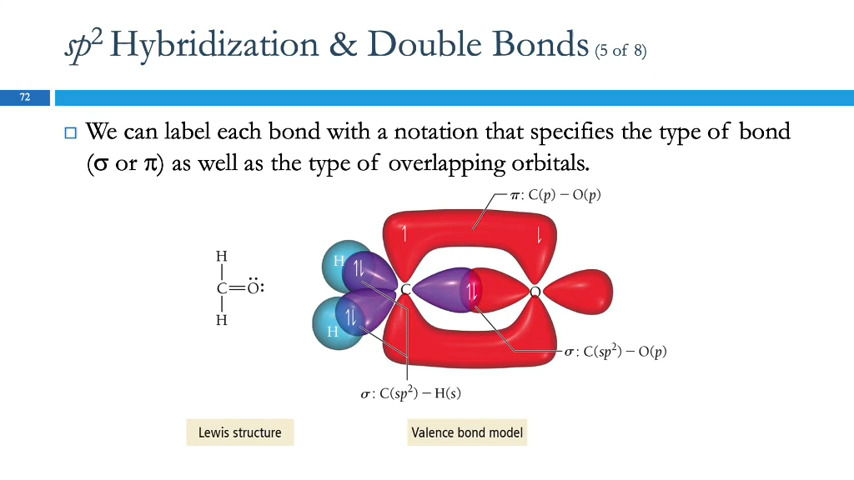 sp² Hybridization & Double Bonds (5 of 8)
72
We can label each bond with a notation that specifies the type of bond
(σ or π) as well as the type of overlapping orbitals.
π: C(p) – O(p)
H
C=Ö:
H
H
H
C
O
↿
⇂
⥮
⥮
⥮
σ: C(sp²) – O(p)
σ: C(sp²) – H(s)
Lewis structure
Valence bond model